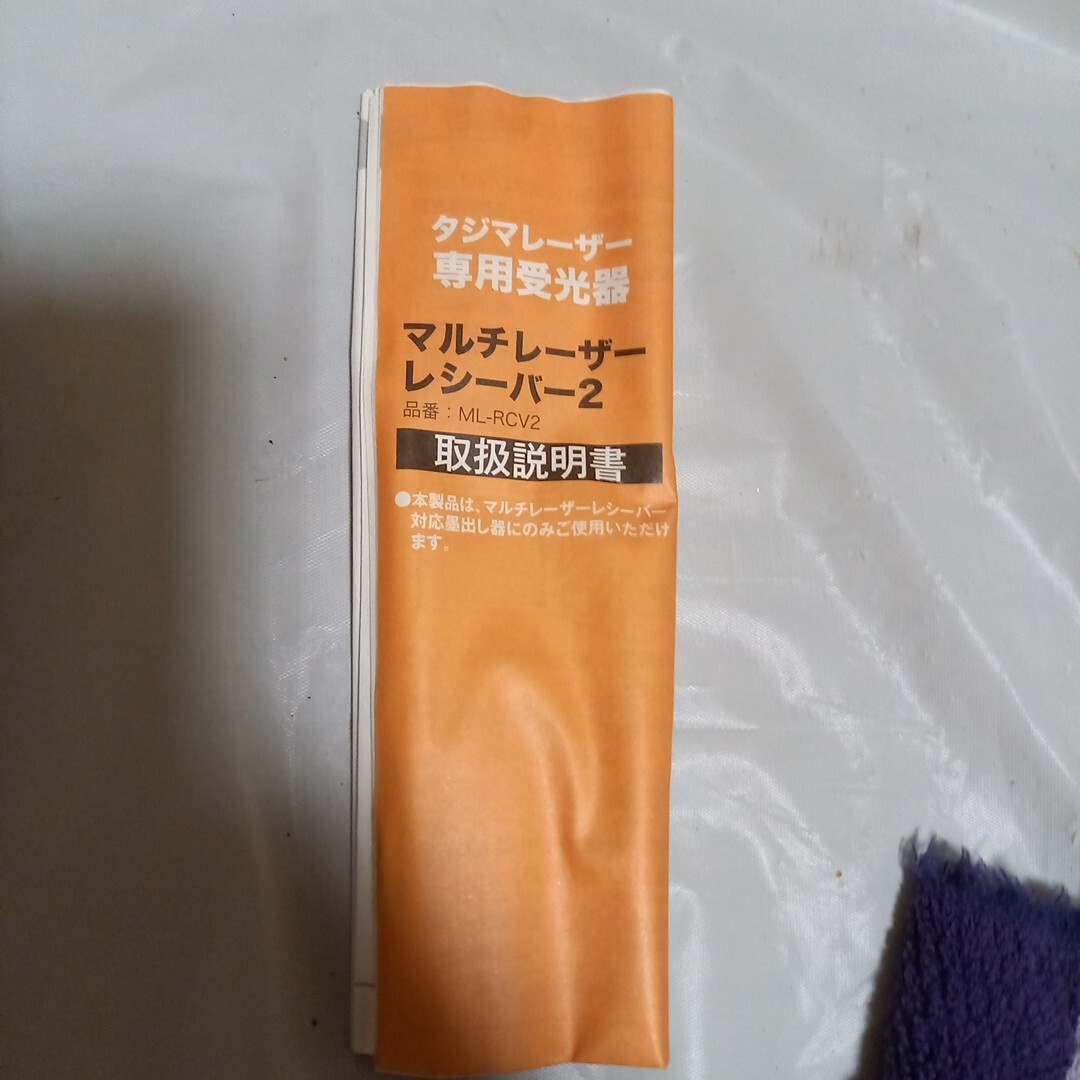 タジマレーザー
専用受光器
マルチレーザー
レシーバー2
品番：ML-RCV2
取扱説明書
●本製品は、マルチレーザーレシーバー
対応墨出し器にのみご使用いただけ
ます。